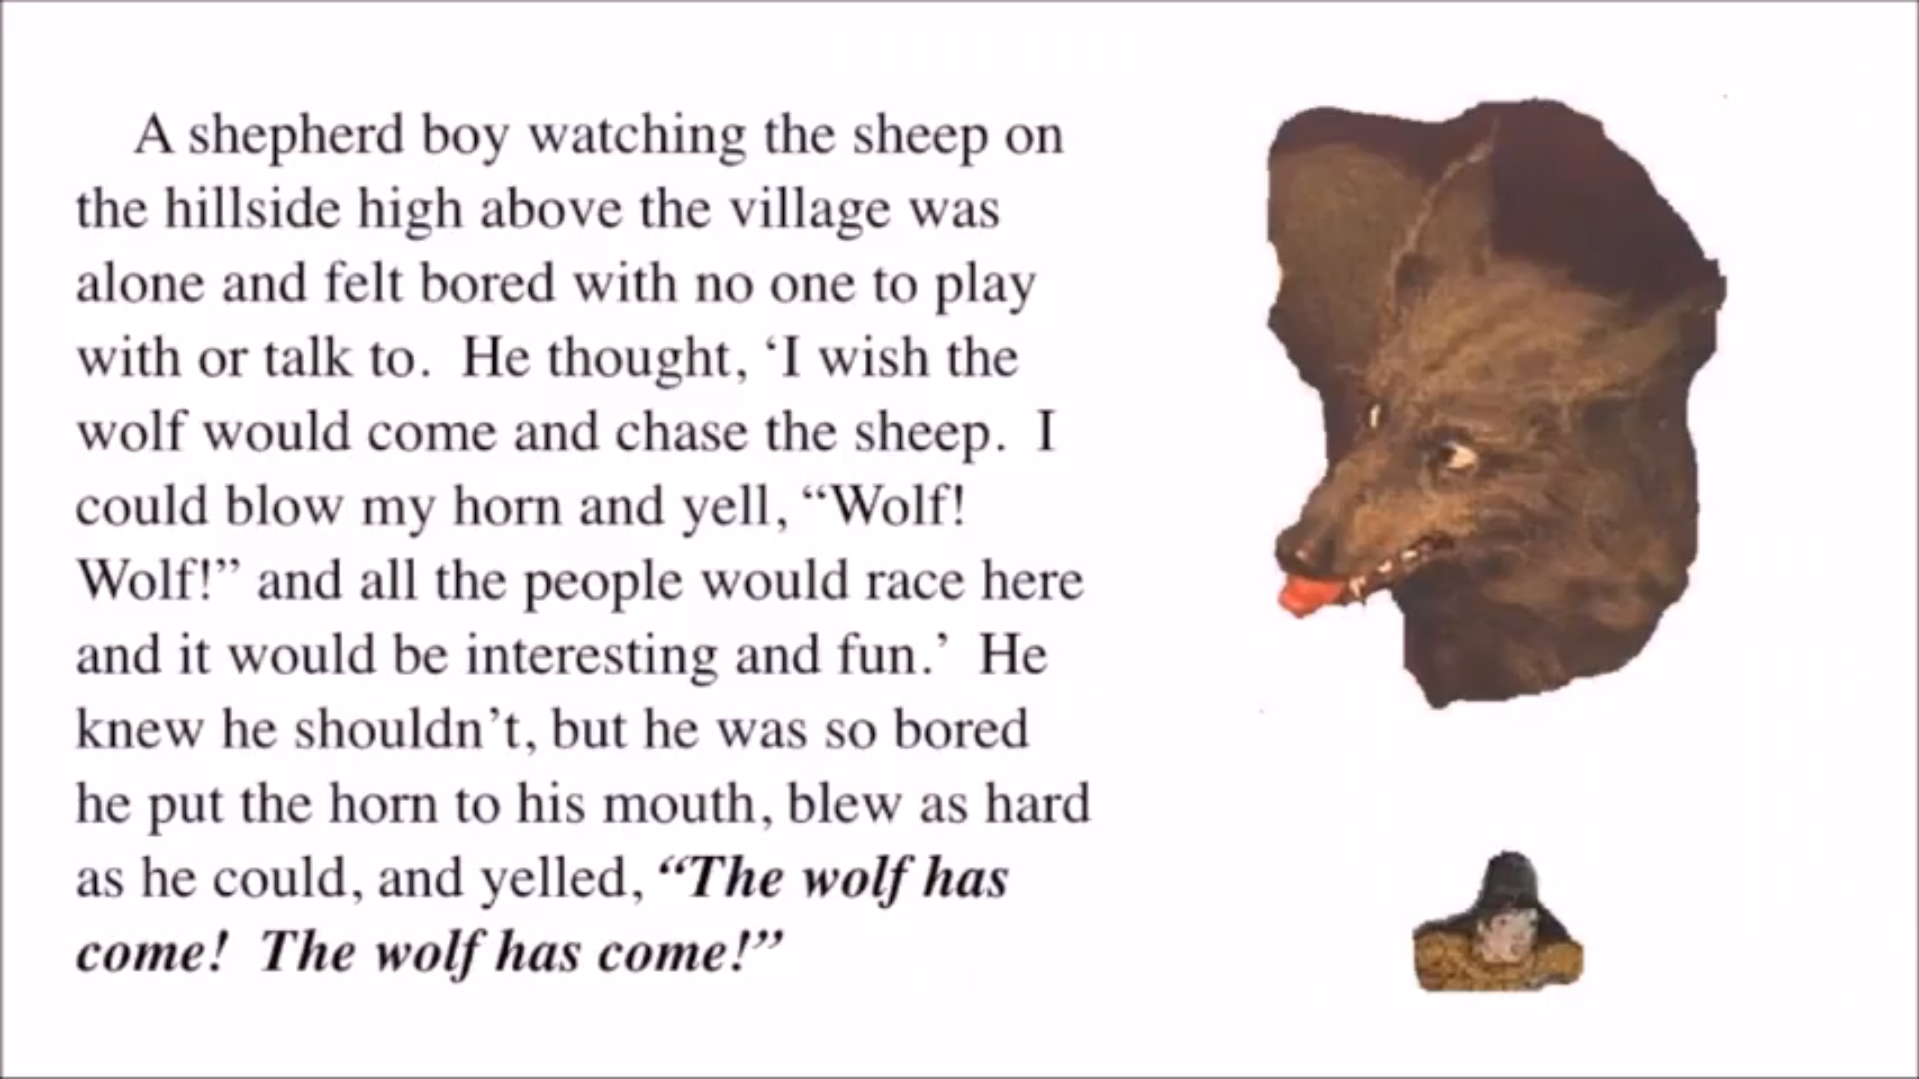 A shepherd boy watching the sheep on
the hillside high above the village was
alone and felt bored with no one to play
with or talk to.  He thought, ‘I wish the
wolf would come and chase the sheep.  I
could blow my horn and yell, “Wolf!
Wolf!” and all the people would race here
and it would be interesting and fun.’  He
knew he shouldn’t, but he was so bored
he put the horn to his mouth, blew as hard
as he could, and yelled, “The wolf has
come!  The wolf has come!”